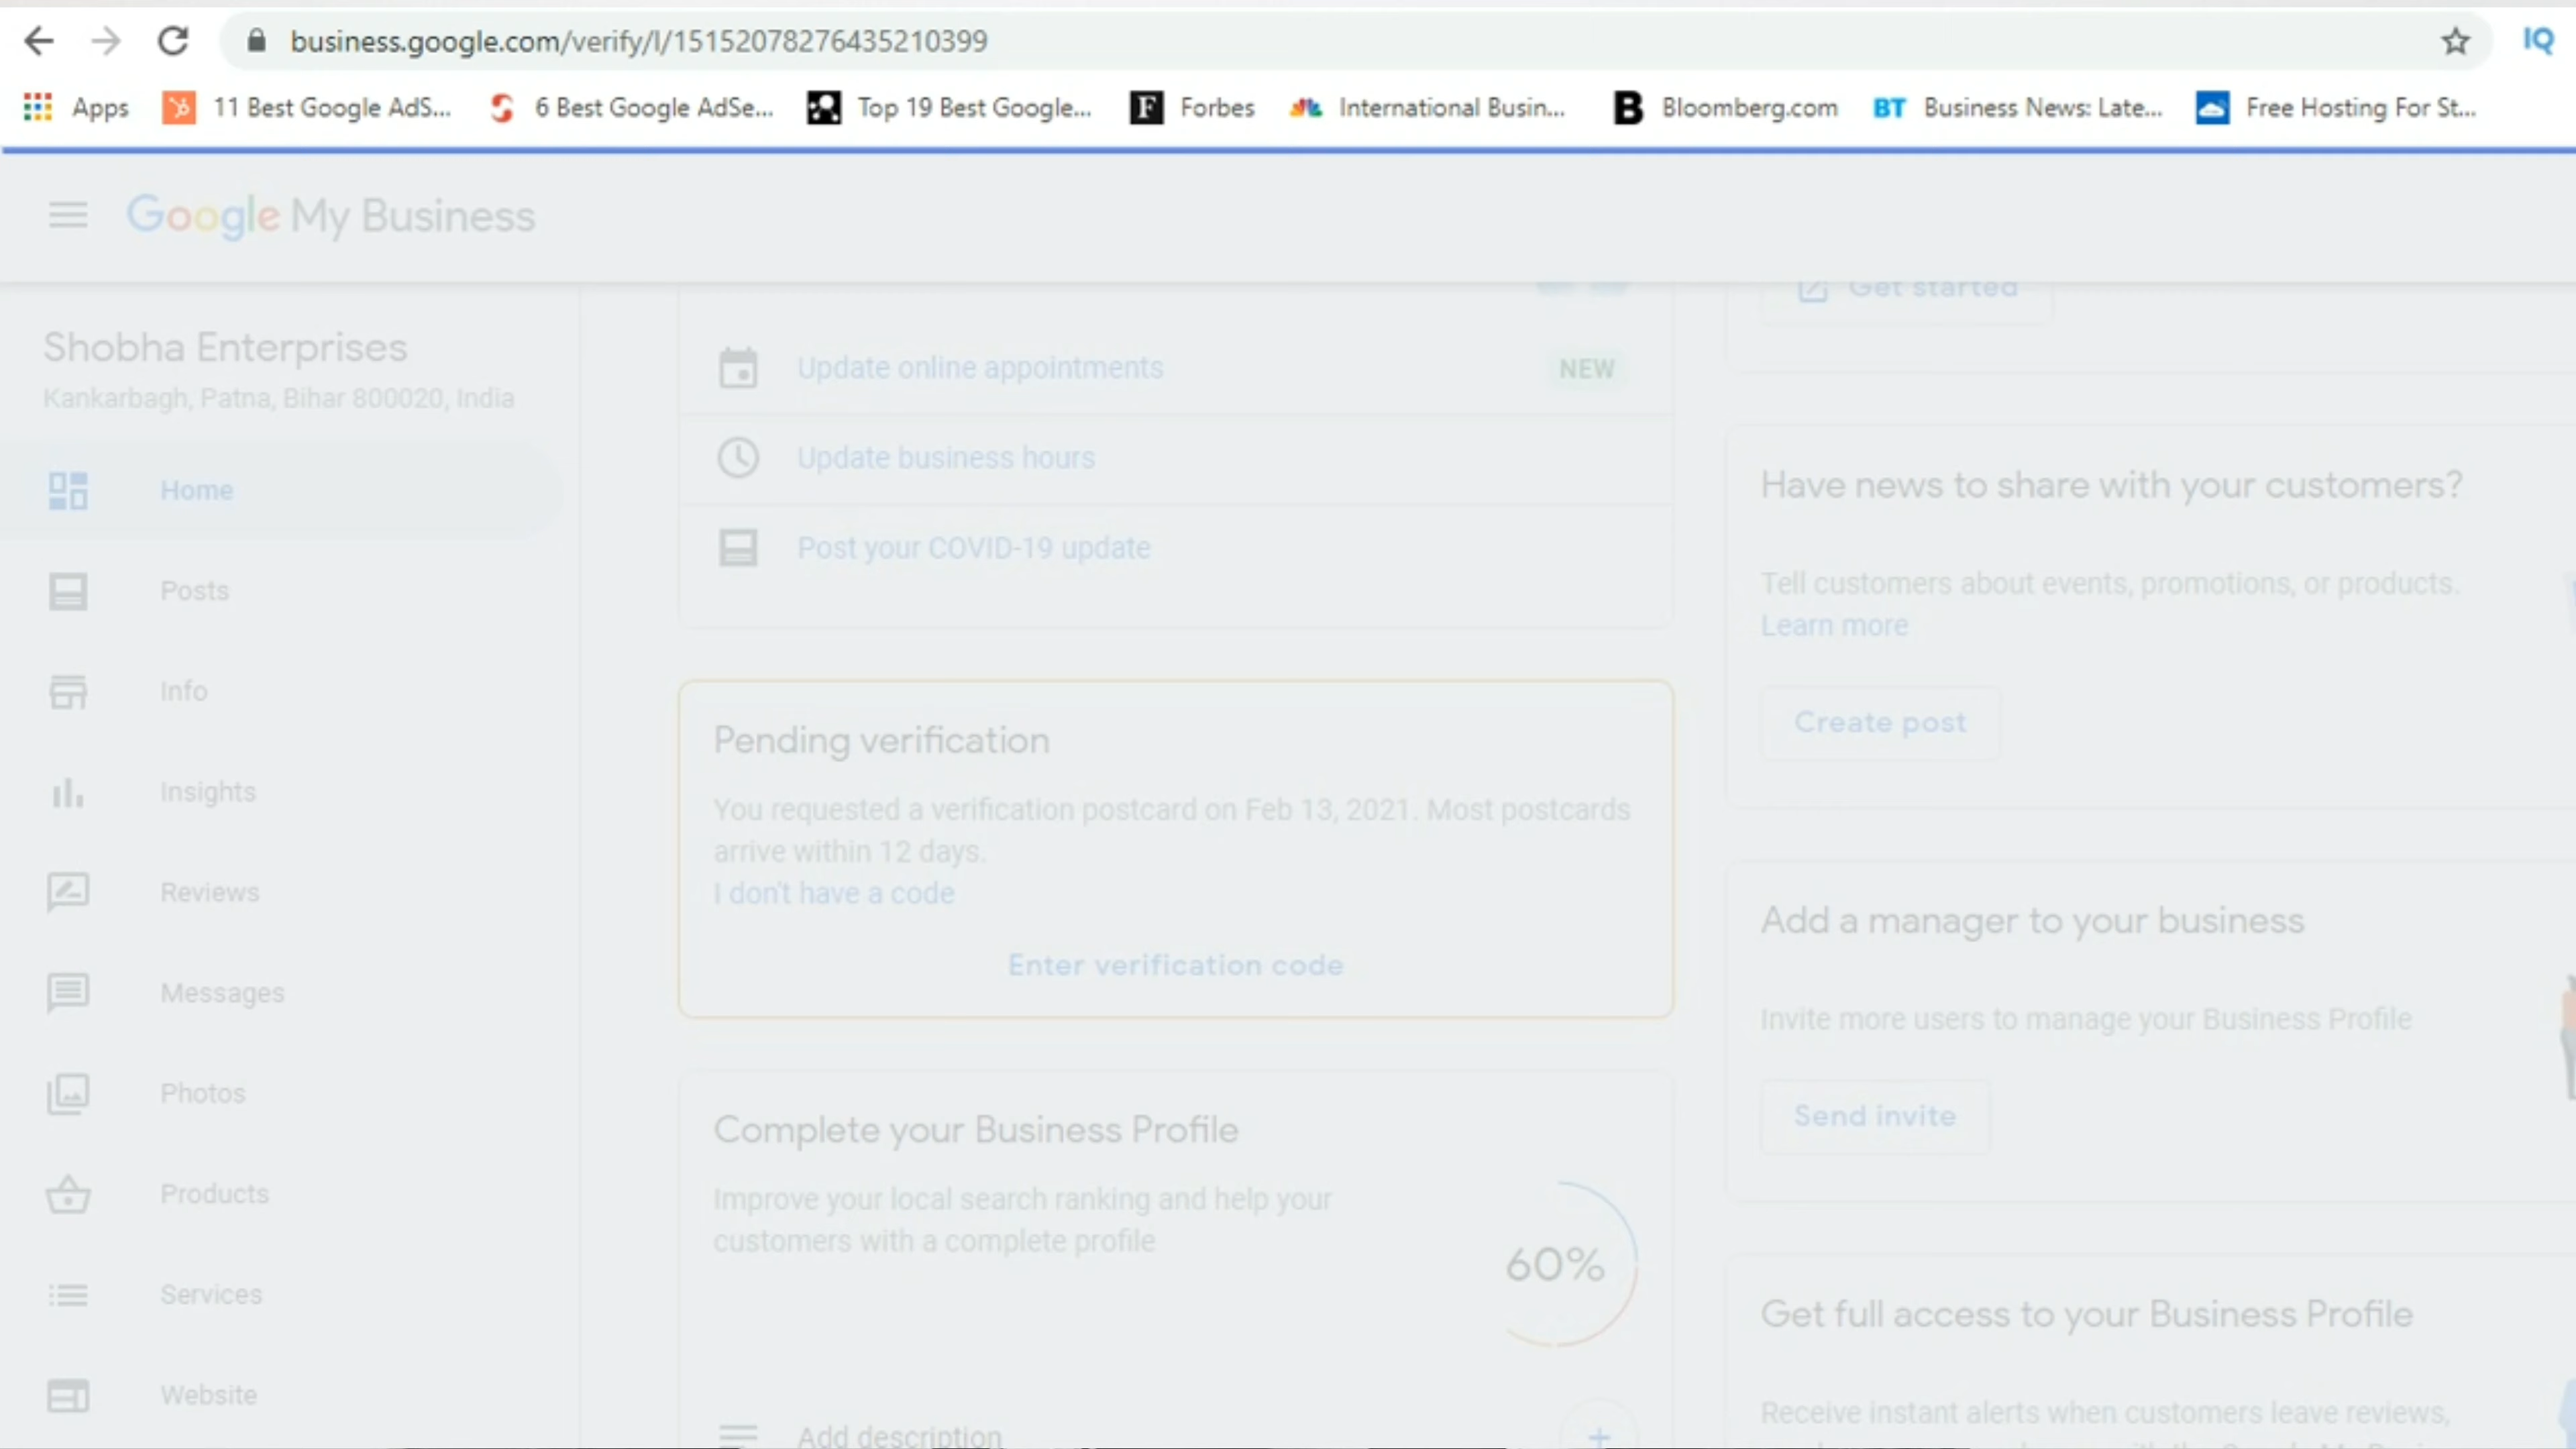 business.google.com/verify/l/15152078276435210399
IQ
Apps
11 Best Google AdS...
6 Best Google AdSe...
Top 19 Best Google...
F Forbes
International Busin...
B Bloomberg.com
BT Business News: Late...
Free Hosting For St...
Google My Business
Shobha Enterprises
Kankarbagh, Patna, Bihar 800020, India
Home
Posts
Info
Insights
Reviews
Messages
Photos
Products
Services
Website
Update online appointments NEW
Update business hours
Post your COVID-19 update
Pending verification
You requested a verification postcard on Feb 13, 2021. Most postcards
arrive within 12 days.
I don't have a code
Enter verification code
Complete your Business Profile
Improve your local search ranking and help your
customers with a complete profile
60%
Add description
Get started
Have news to share with your customers?
Tell customers about events, promotions, or products.
Learn more
Create post
Add a manager to your business
Invite more users to manage your Business Profile
Send invite
Get full access to your Business Profile
Receive instant alerts when customers leave reviews,